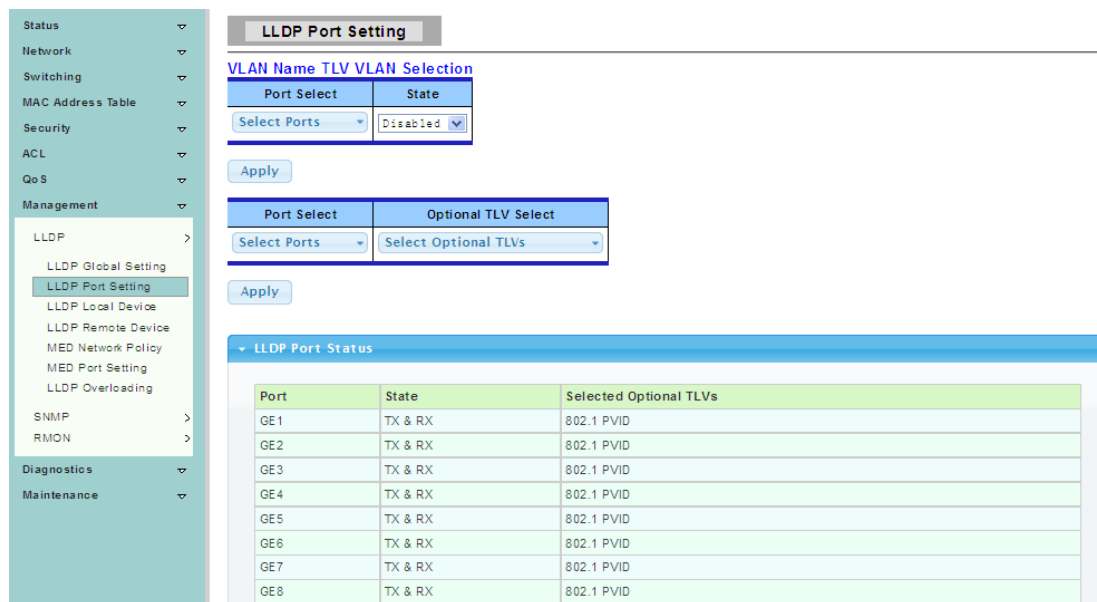 Status
Network
Switching
MAC Address Table
Security
ACL
QoS
Management
LLDP
LLDP Global Setting
LLDP Port Setting
LLDP Local Device
LLDP Remote Device
MED Network Policy
MED Port Setting
LLDP Overloading
SNMP
RMON
Diagnostics
Maintenance
LLDP Port Setting
VLAN Name TLV VLAN Selection
Port Select State
Select Ports Disabled
Apply
Port Select Optional TLV Select
Select Ports Select Optional TLVs
Apply
LLDP Port Status
Port State Selected Optional TLVs
GE1 TX & RX 802.1 PVID
GE2 TX & RX 802.1 PVID
GE3 TX & RX 802.1 PVID
GE4 TX & RX 802.1 PVID
GE5 TX & RX 802.1 PVID
GE6 TX & RX 802.1 PVID
GE7 TX & RX 802.1 PVID
GE8 TX & RX 802.1 PVID